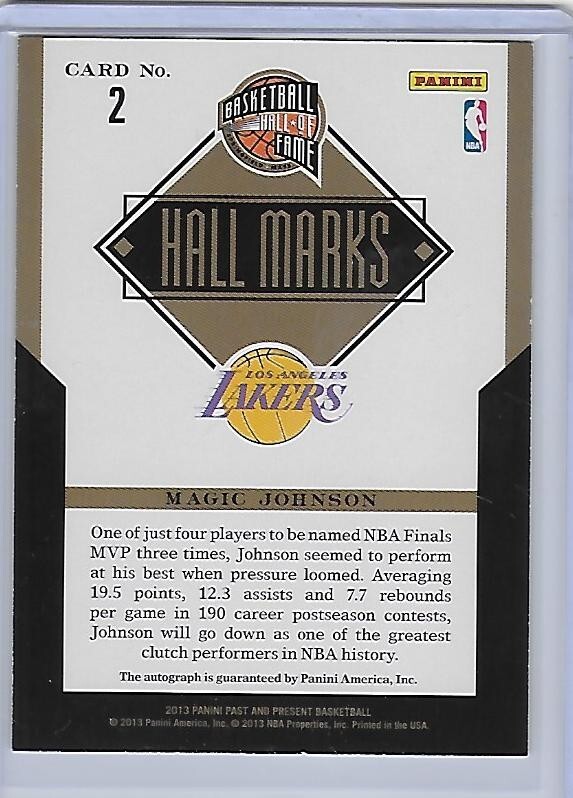 CARD No.
2
PANINI
NBA
BASKETBALL
HALL OF
FAME
HALL MARKS
LOS ANGELES
LAKERS
MAGIC JOHNSON
One of just four players to be named NBA Finals
MVP three times, Johnson seemed to perform
at his best when pressure loomed. Averaging
19.5 points, 12.3 assists and 7.7 rebounds
per game in 190 career postseason contests,
Johnson will go down as one of the greatest
clutch performers in NBA history.
The autograph is guaranteed by Panini America, Inc.
2013 PANINI PAST AND PRESENT BASKETBALL
© 2013 Panini America, Inc. © 2013 NBA Properties, Inc. Printed in the USA.